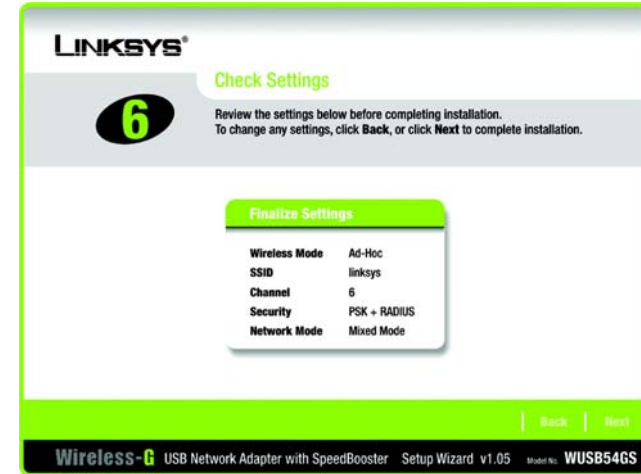 LINKSYS®
Check Settings
6
Review the settings below before completing installation.
To change any settings, click Back, or click Next to complete installation.
Finalize Settings
Wireless Mode Ad-Hoc
SSID linksys
Channel 6
Security PSK + RADIUS
Network Mode Mixed Mode
Back Next
Wireless-G USB Network Adapter with SpeedBooster Setup Wizard v1.05 Model No. WUSB54GS